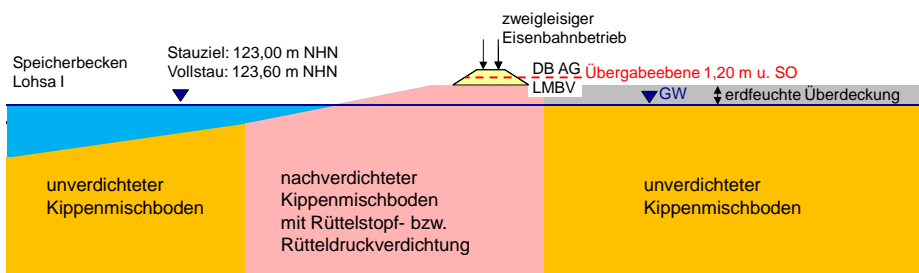 zweigleisiger
Eisenbahnbetrieb
Speicherbecken
Lohsa I
Stauziel: 123,00 m NHN
Vollstau: 123,60 m NHN
DB AG
LMBV
Übergabeebene 1,20 m u. SO
GW
erdfeuchte Überdeckung
unverdichteter
Kippenmischboden
nachverdichteter
Kippenmischboden
mit Rüttelstopf- bzw.
Rütteldruckverdichtung
unverdichteter
Kippenmischboden